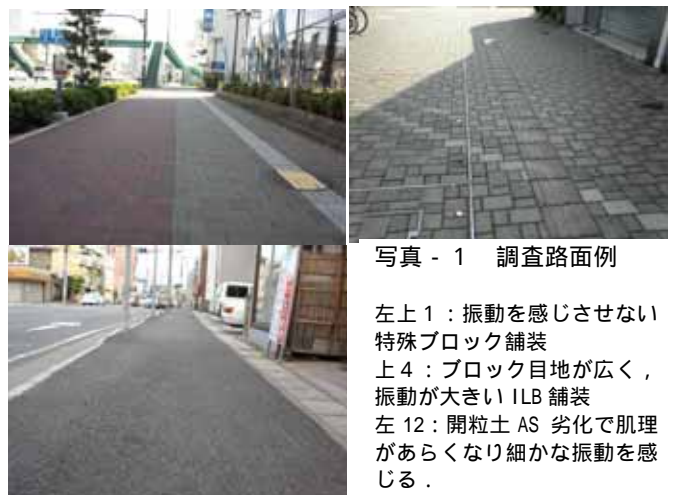 写真 - 1　調査路面例
左上 1 : 振動を感じさせない
特殊ブロック舗装
上 4 : ブロック目地が広く ,
振動が大きい ILB 舗装
左 12 : 開粒土 AS 劣化で肌理
があらくなり細かな振動を感
じる .